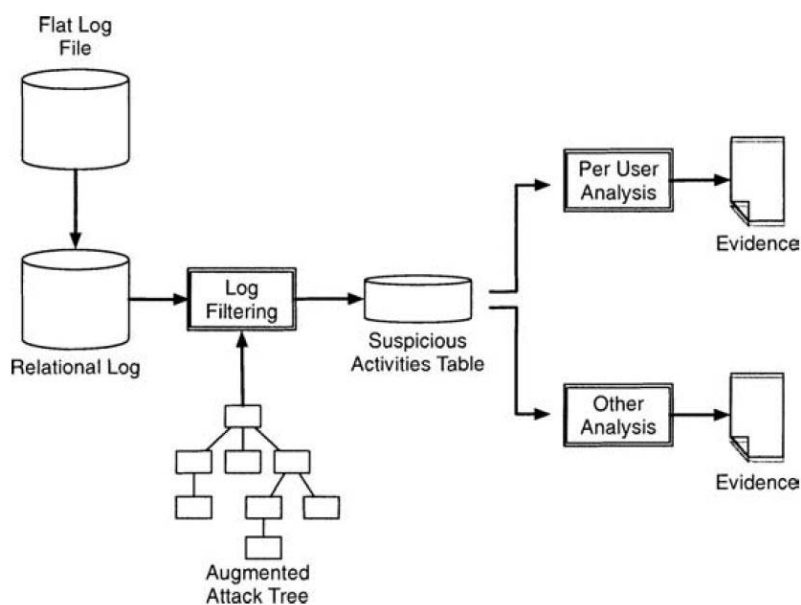 Flat Log
File
Relational Log
Log
Filtering
Augmented
Attack Tree
Suspicious
Activities Table
Per User
Analysis
Evidence
Other
Analysis
Evidence